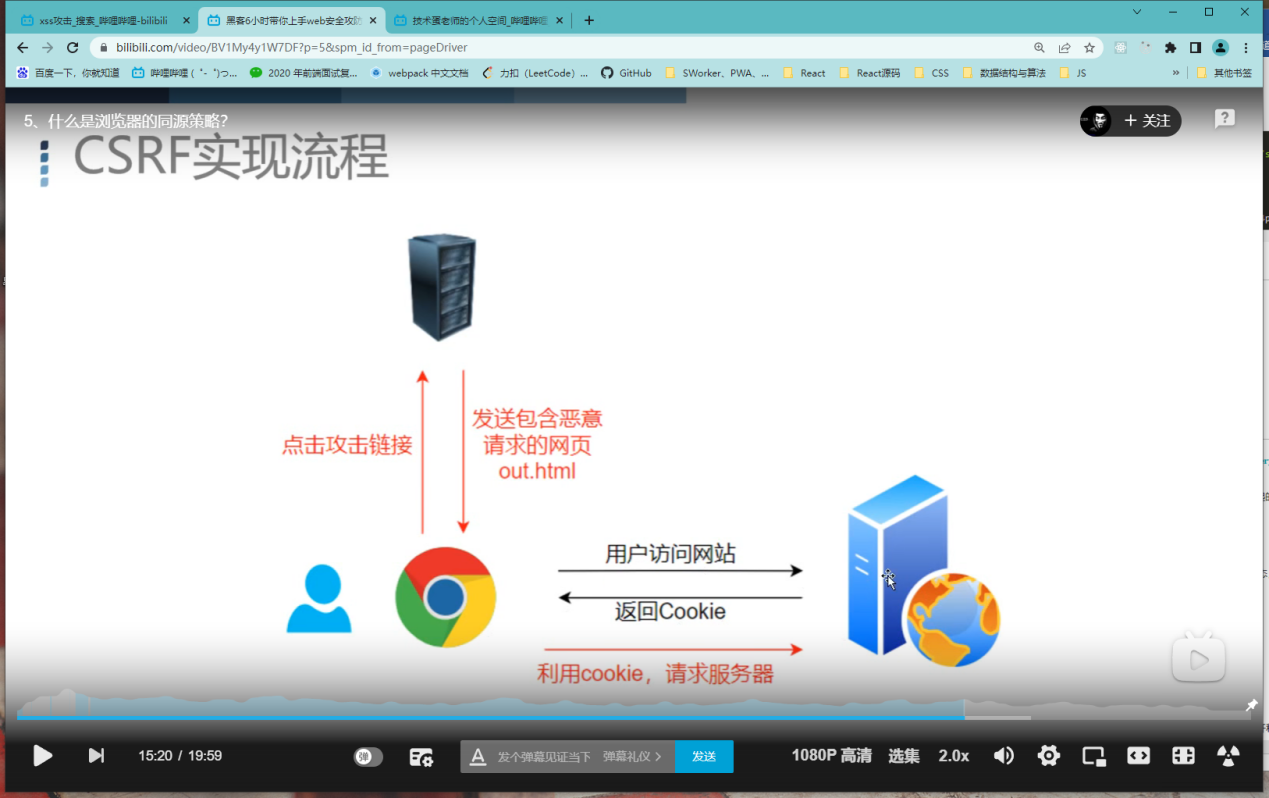 xss攻击_搜索_哔哩哔哩-bilibili
黑客6小时带你上手web安全攻防
技术蛋老师的个人空间_哔哩哔哩
bilibili.com/video/BV1My4y1W7DF?p=5&spm_id_from=pageDriver
百度一下，你就知道
哔哩哔哩 ( ゜- ゜)つ...
2020 年前端面试复...
webpack 中文文档
力扣（LeetCode）...
GitHub
SWorker、PWA、...
React
React源码
CSS
数据结构与算法
JS
»
其他书签
5、什么是浏览器的同源策略?
+ 关注
CSRF实现流程
点击攻击链接
发送包含恶意
请求的网页
out.html
用户访问网站
返回Cookie
利用cookie，请求服务器
15:20 / 19:59
弹
发个弹幕见证当下
弹幕礼仪 >
发送
1080P 高清
选集
2.0x